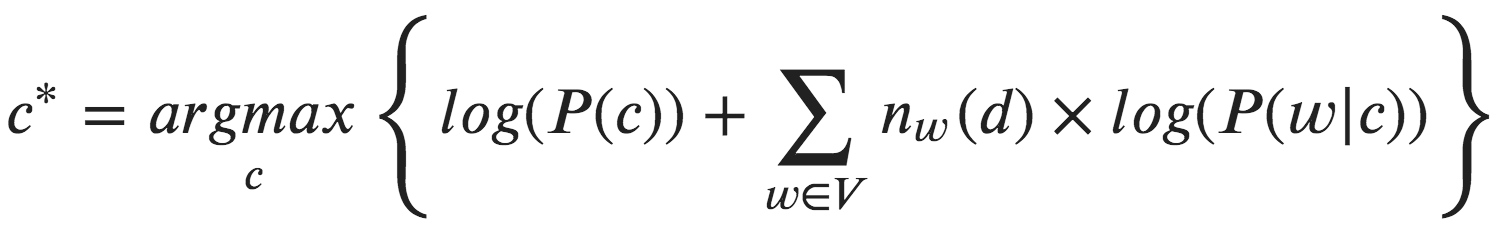 c* = argmax { log(P(c)) + ∑ n_w(d) × log(P(w|c)) }
c w∈V